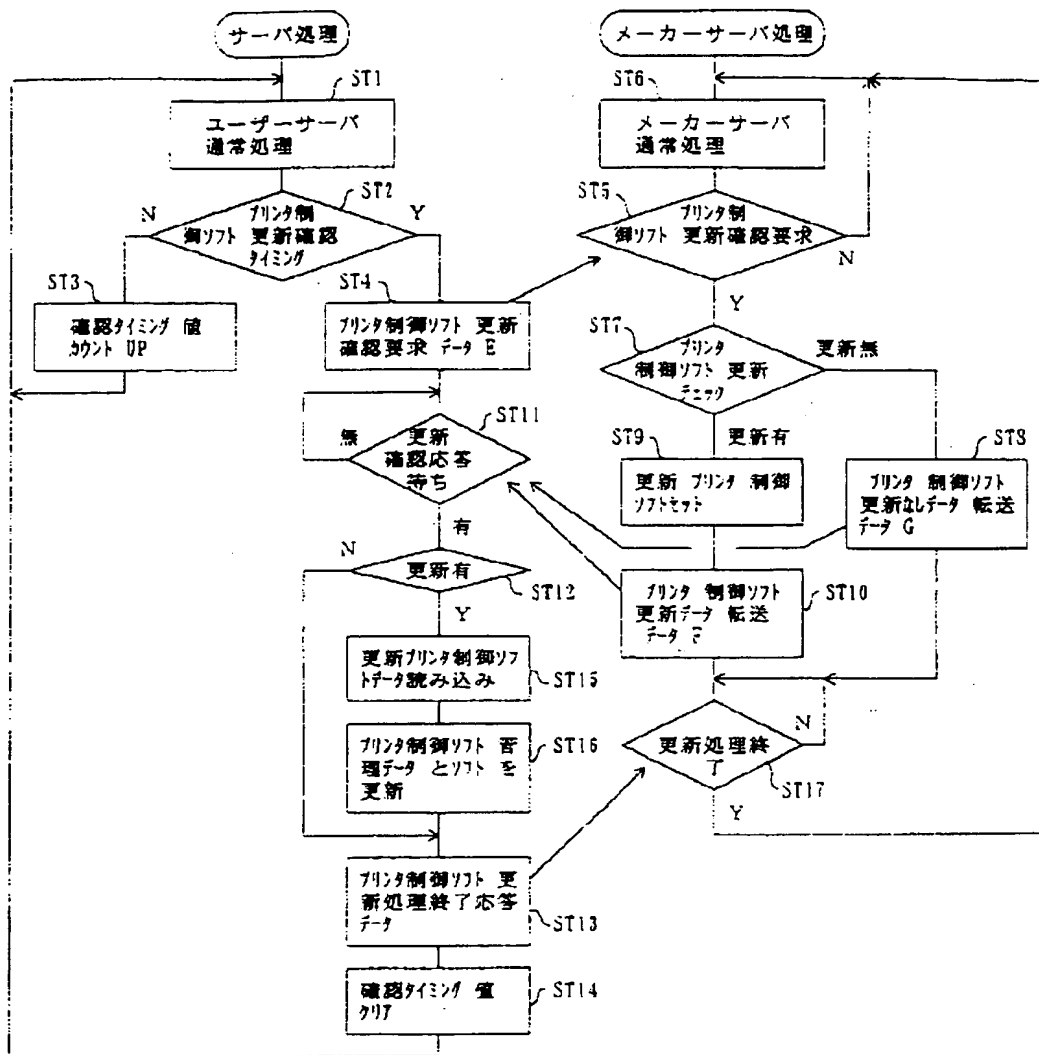 サーバ処理
ST1
ユーザーサーバ
通常処理
ST2
プリンタ制
御ソフト 更新確認
タイミング
N
Y
ST3
確認タイミング 値
カウント UP
ST4
プリンタ制御ソフト 更新
確認要求 データ E
ST11
無
更新
確認応答
待ち
有
N
更新有
ST12
Y
更新プリンタ制御ソフ
トデータ読み込み
ST15
プリンタ制御ソフト 管
理データ とソフト を
更新
ST16
プリンタ制御ソフト 更
新処理終了応答
データ
ST13
確認タイミング 値
クリア
ST14
メーカーサーバ処理
ST6
メーカーサーバ
通常処理
ST5
プリンタ制
御ソフト 更新確認要求
N
Y
ST7
プリンタ
制御ソフト 更新
チェック
更新無
更新有
ST9
更新 プリンタ 制御
ソフトセット
ST8
プリンタ 制御ソフト
更新なしデータ 転送
データ G
プリンタ 制御ソフト
更新データ 転送
データ F
ST10
更新処理終
了
N
ST17
Y